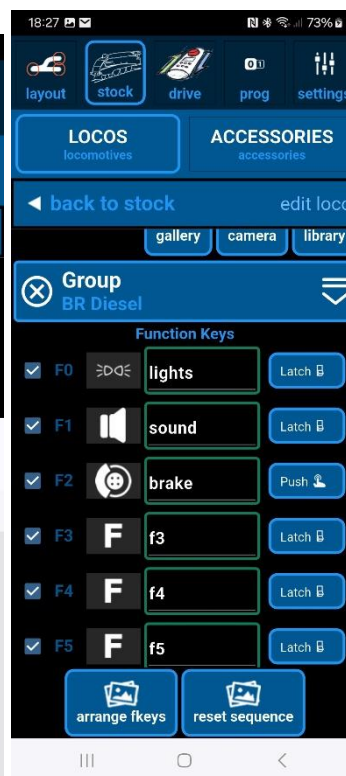 18:27 73%
layout stock drive prog settings
LOCOS ACCESSORIES
locomotives accessories
back to stock edit loco
gallery camera library
Group
BR Diesel
Function Keys
F0 lights Latch
F1 sound Latch
F2 brake Push
F3 F f3 Latch
F4 F f4 Latch
F5 F f5 Latch
arrange fkeys reset sequence